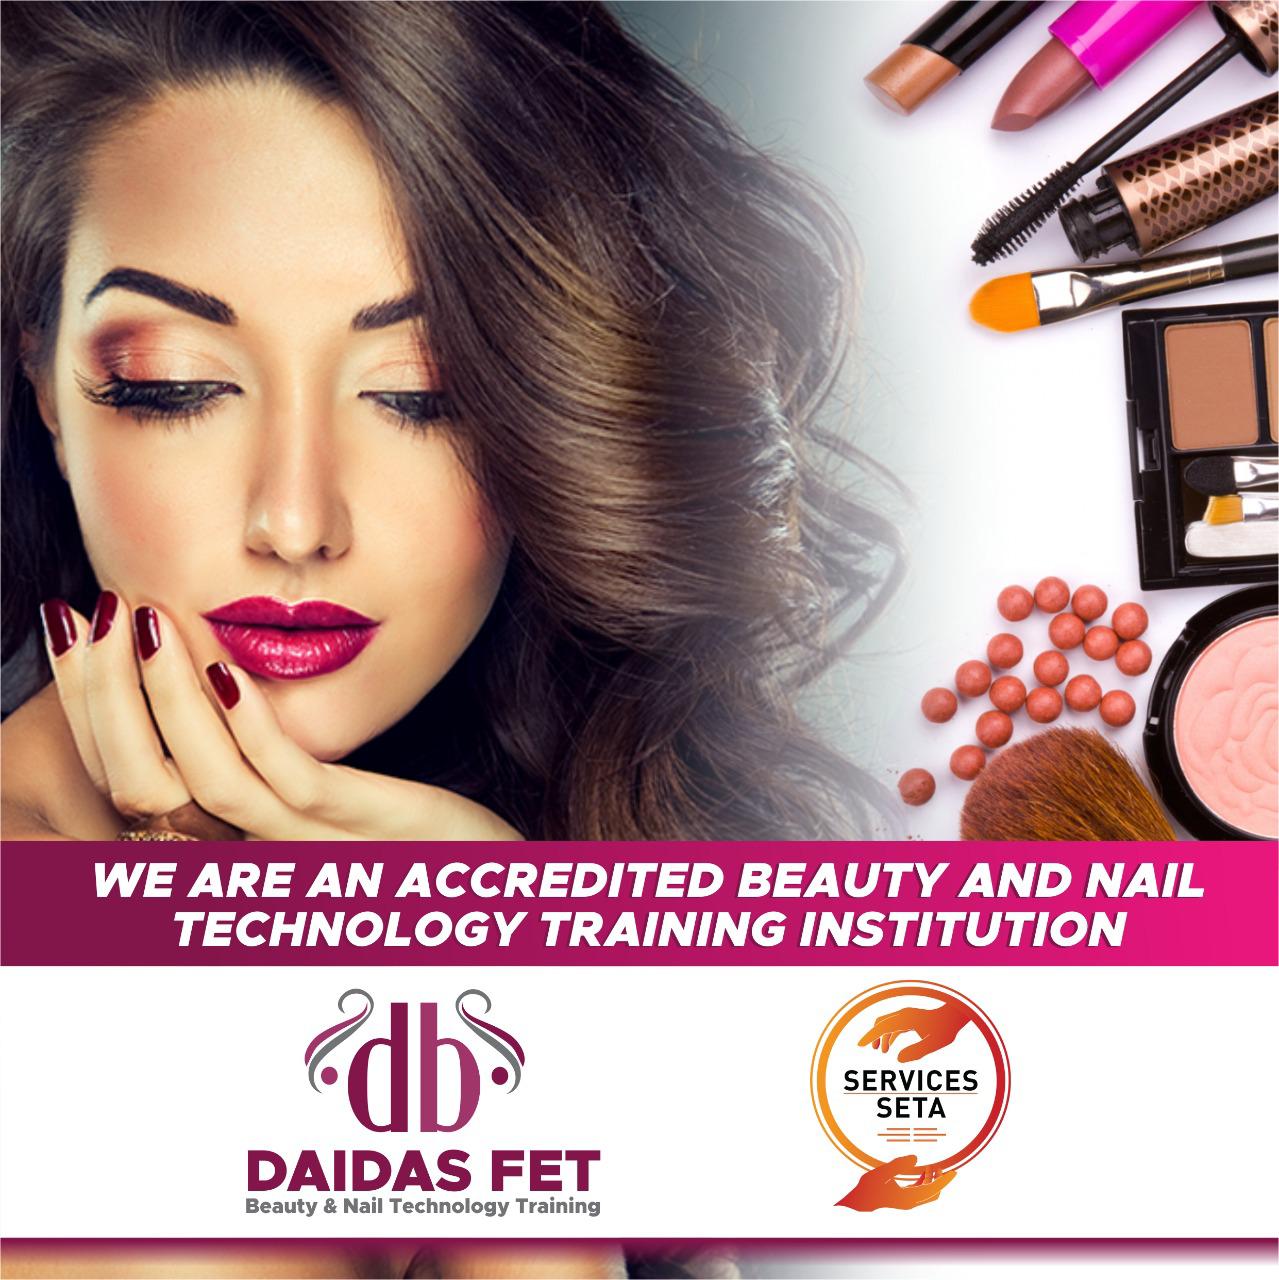 WE ARE AN ACCREDITED BEAUTY AND NAIL
TECHNOLOGY TRAINING INSTITUTION
db
DAIDAS FET
Beauty & Nail Technology Training
SERVICES
SETA